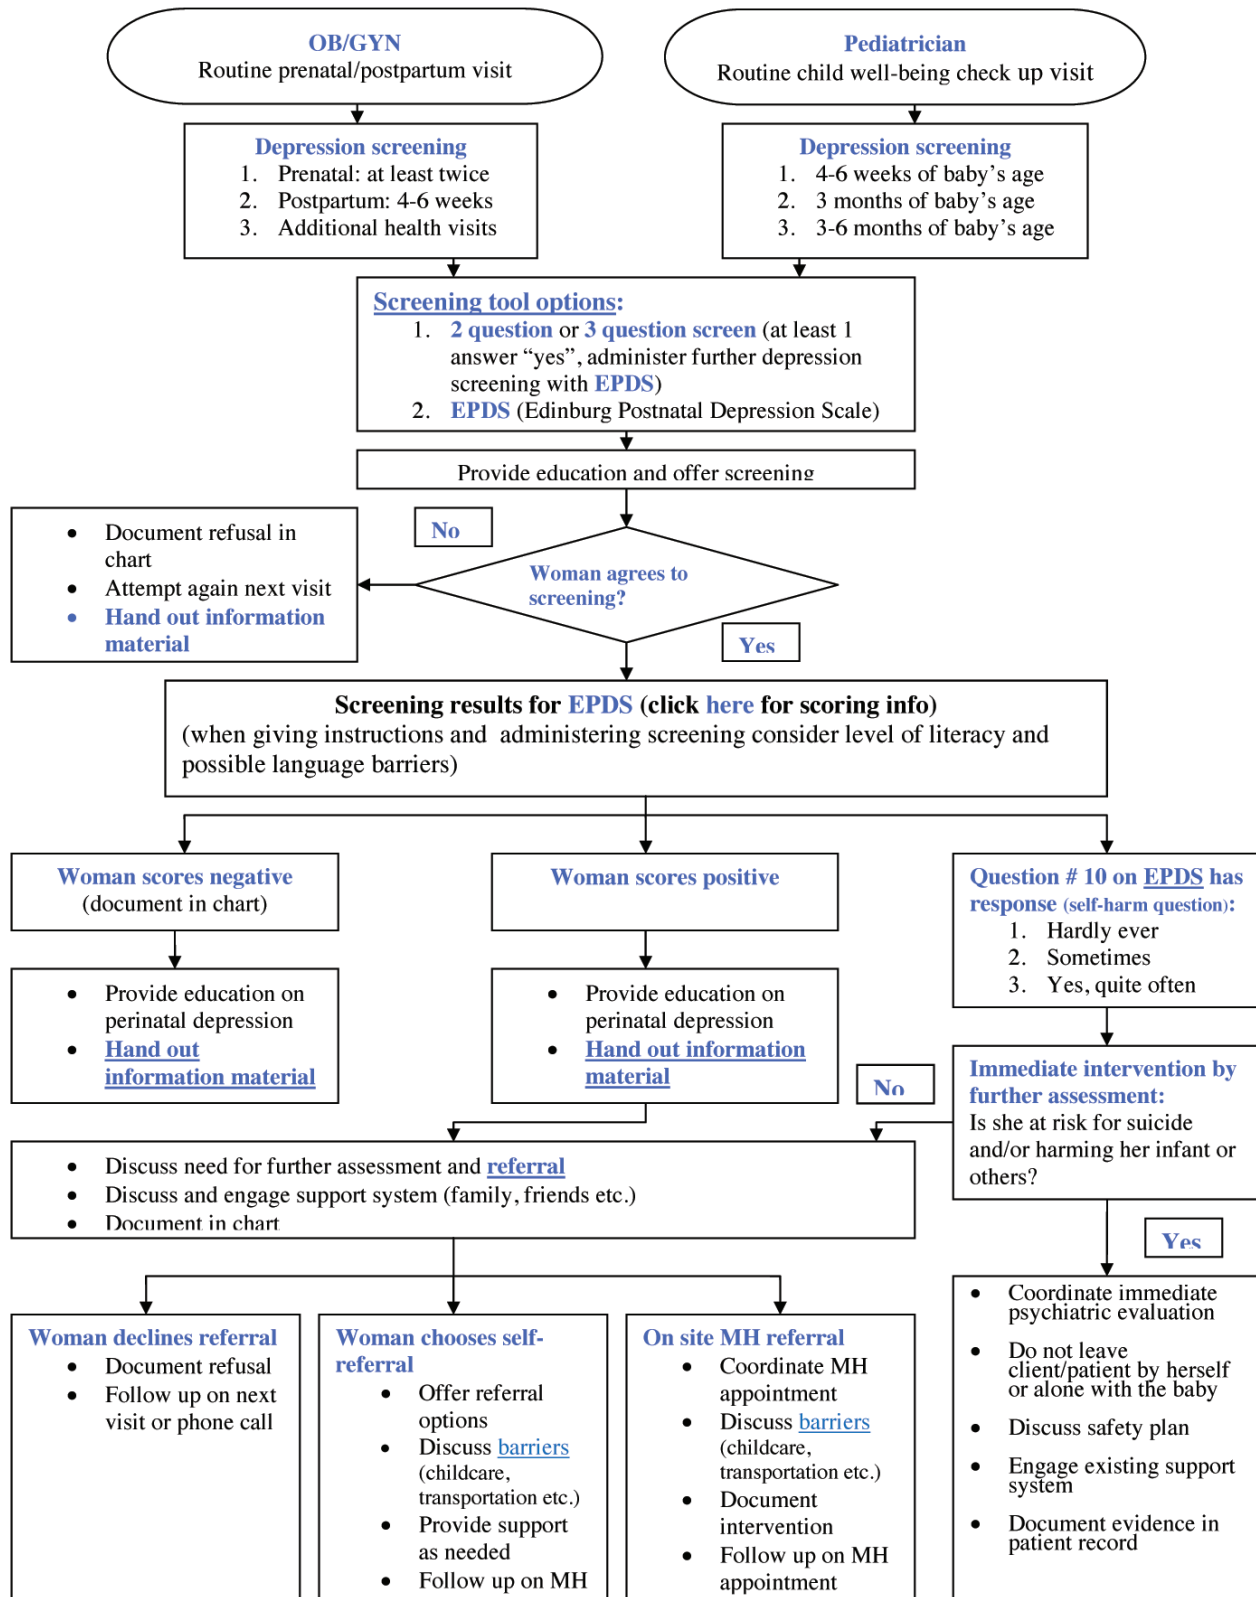 OB/GYN
Routine prenatal/postpartum visit
Pediatrician
Routine child well-being check up visit
Depression screening
1. Prenatal: at least twice
2. Postpartum: 4-6 weeks
3. Additional health visits
Depression screening
1. 4-6 weeks of baby’s age
2. 3 months of baby’s age
3. 3-6 months of baby’s age
Screening tool options:
1. 2 question or 3 question screen (at least 1
answer “yes”, administer further depression
screening with EPDS)
2. EPDS (Edinburg Postnatal Depression Scale)
Provide education and offer screening
No
• Document refusal in
chart
• Attempt again next visit
• Hand out information
material
Woman agrees to
screening?
Yes
Screening results for EPDS (click here for scoring info)
(when giving instructions and administering screening consider level of literacy and
possible language barriers)
Woman scores negative
(document in chart)
Woman scores positive
Question # 10 on EPDS has
response (self-harm question):
1. Hardly ever
2. Sometimes
3. Yes, quite often
• Provide education on
perinatal depression
• Hand out
information material
• Provide education on
perinatal depression
• Hand out information
material
No
Immediate intervention by
further assessment:
Is she at risk for suicide
and/or harming her infant or
others?
• Discuss need for further assessment and referral
• Discuss and engage support system (family, friends etc.)
• Document in chart
Yes
Woman declines referral
• Document refusal
• Follow up on next
visit or phone call
Woman chooses self-
referral
• Offer referral
options
• Discuss barriers
(childcare,
transportation etc.)
• Provide support
as needed
• Follow up on MH
On site MH referral
• Coordinate MH
appointment
• Discuss barriers
(childcare,
transportation etc.)
• Document
intervention
• Follow up on MH
appointment
• Coordinate immediate
psychiatric evaluation
• Do not leave
client/patient by herself
or alone with the baby
• Discuss safety plan
• Engage existing support
system
• Document evidence in
patient record